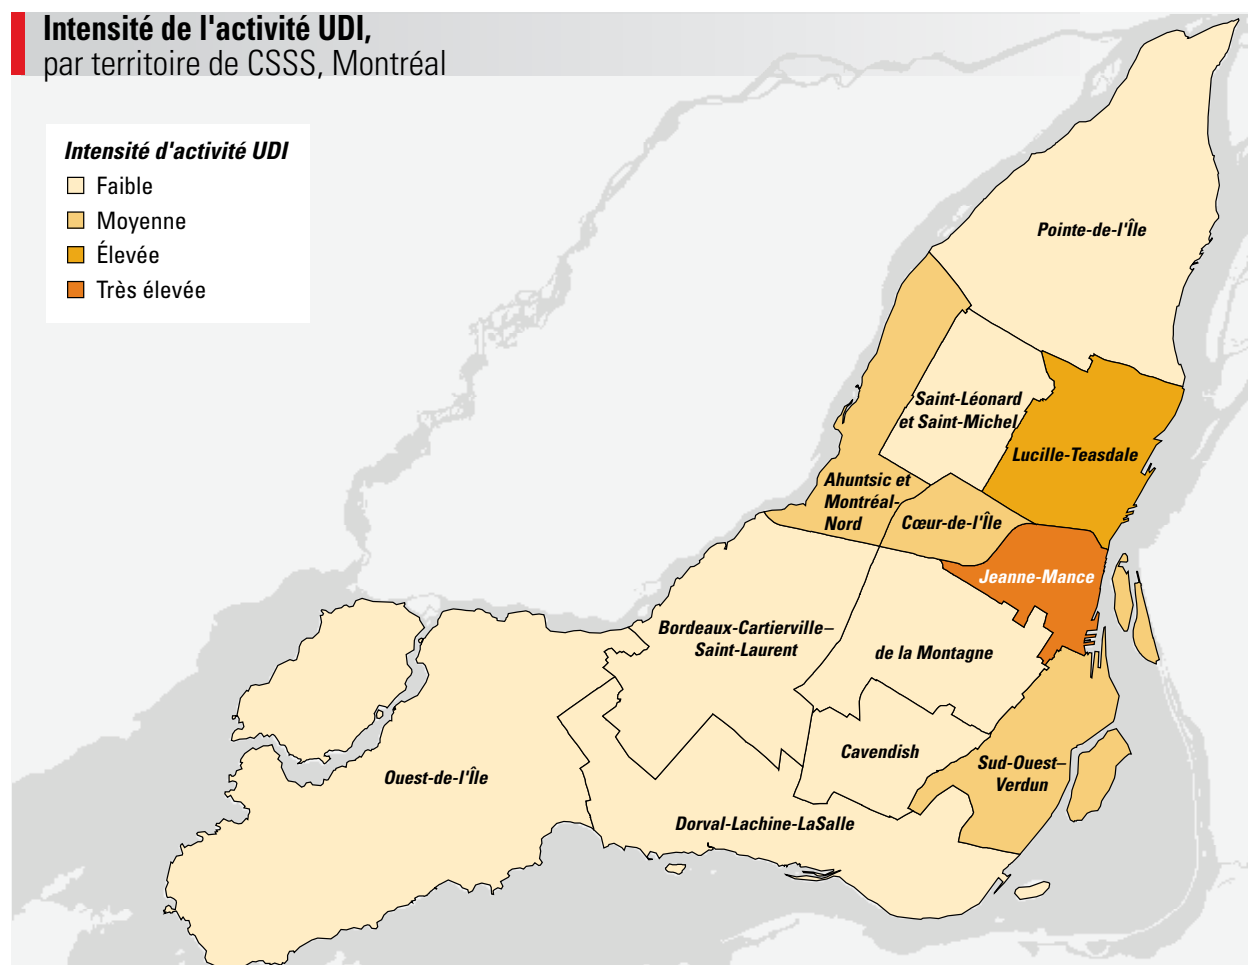 Intensité de l'activité UDI,
par territoire de CSSS, Montréal
Intensité d'activité UDI
Faible
Moyenne
Élevée
Très élevée
Pointe-de-l'Île
Saint-Léonard
et Saint-Michel
Lucille-Teasdale
Ahuntsic et
Montréal-
Nord
Cœur-de-l'Île
Jeanne-Mance
Bordeaux-Cartierville–
Saint-Laurent
de la Montagne
Cavendish
Sud-Ouest–
Verdun
Ouest-de-l'Île
Dorval-Lachine-LaSalle